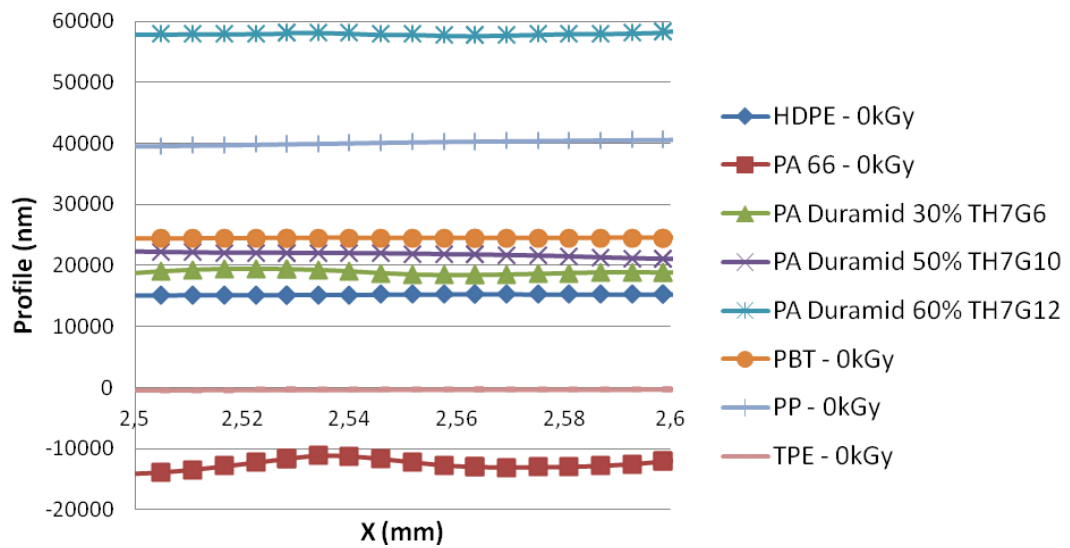 60000
50000
40000
30000
20000
10000
0
-10000
-20000
Profile (nm)
2,5
2,52
2,54
2,56
2,58
2,6
X (mm)
HDPE - 0kGy
PA 66 - 0kGy
PA Duramid 30% TH7G6
PA Duramid 50% TH7G10
PA Duramid 60% TH7G12
PBT - 0kGy
PP - 0kGy
TPE - 0kGy